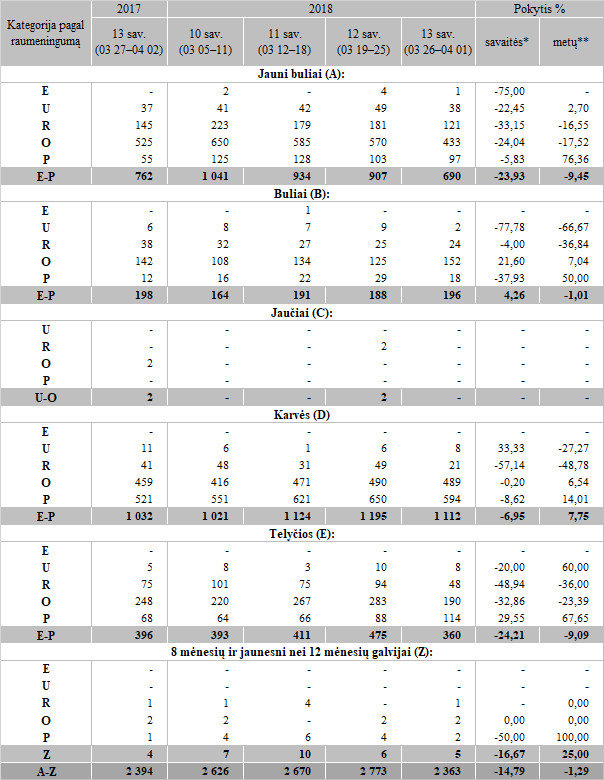 Kategorija pagal raumeningumą 2017 2018 Pokytis %
13 sav. (03 27–04 02) 10 sav. (03 05–11) 11 sav. (03 12–18) 12 sav. (03 19–25) 13 sav. (03 26–04 01) savaitės* metų**
Jauni buliai (A):
E - 2 - 4 1 -75,00 -
U 37 41 42 49 38 -22,45 2,70
R 145 223 179 181 121 -33,15 -16,55
O 525 650 585 570 433 -24,04 -17,52
P 55 125 128 103 97 -5,83 76,36
E-P 762 1 041 934 907 690 -23,93 -9,45
Buliai (B):
E - - 1 - - - -
U 6 8 7 9 2 -77,78 -66,67
R 38 32 27 25 24 -4,00 -36,84
O 142 108 134 125 152 21,60 7,04
P 12 16 22 29 18 -37,93 50,00
E-P 198 164 191 188 196 4,26 -1,01
Jaučiai (C):
U - - - - - - -
R - - - 2 - - -
O 2 - - - - - -
P - - - - - - -
U-O 2 - - 2 - - -
Karvės (D)
E - - - - - - -
U 11 6 1 6 8 33,33 -27,27
R 41 48 31 49 21 -57,14 -48,78
O 459 416 471 490 489 -0,20 6,54
P 521 551 621 650 594 -8,62 14,01
E-P 1 032 1 021 1 124 1 195 1 112 -6,95 7,75
Telyčios (E):
E - - - - - - -
U 5 8 3 10 8 -20,00 60,00
R 75 101 75 94 48 -48,94 -36,00
O 248 220 267 283 190 -32,86 -23,39
P 68 64 66 88 114 29,55 67,65
E-P 396 393 411 475 360 -24,21 -9,09
8 mėnesių ir jaunesni nei 12 mėnesių galvijai (Z):
E - - - - - - -
U - - - - - - -
R 1 1 4 - 1 - 0,00
O 2 2 - 2 2 0,00 0,00
P 1 4 6 4 2 -50,00 100,00
Z 4 7 10 6 5 -16,67 25,00
A-Z 2 394 2 626 2 670 2 773 2 363 -14,79 -1,29